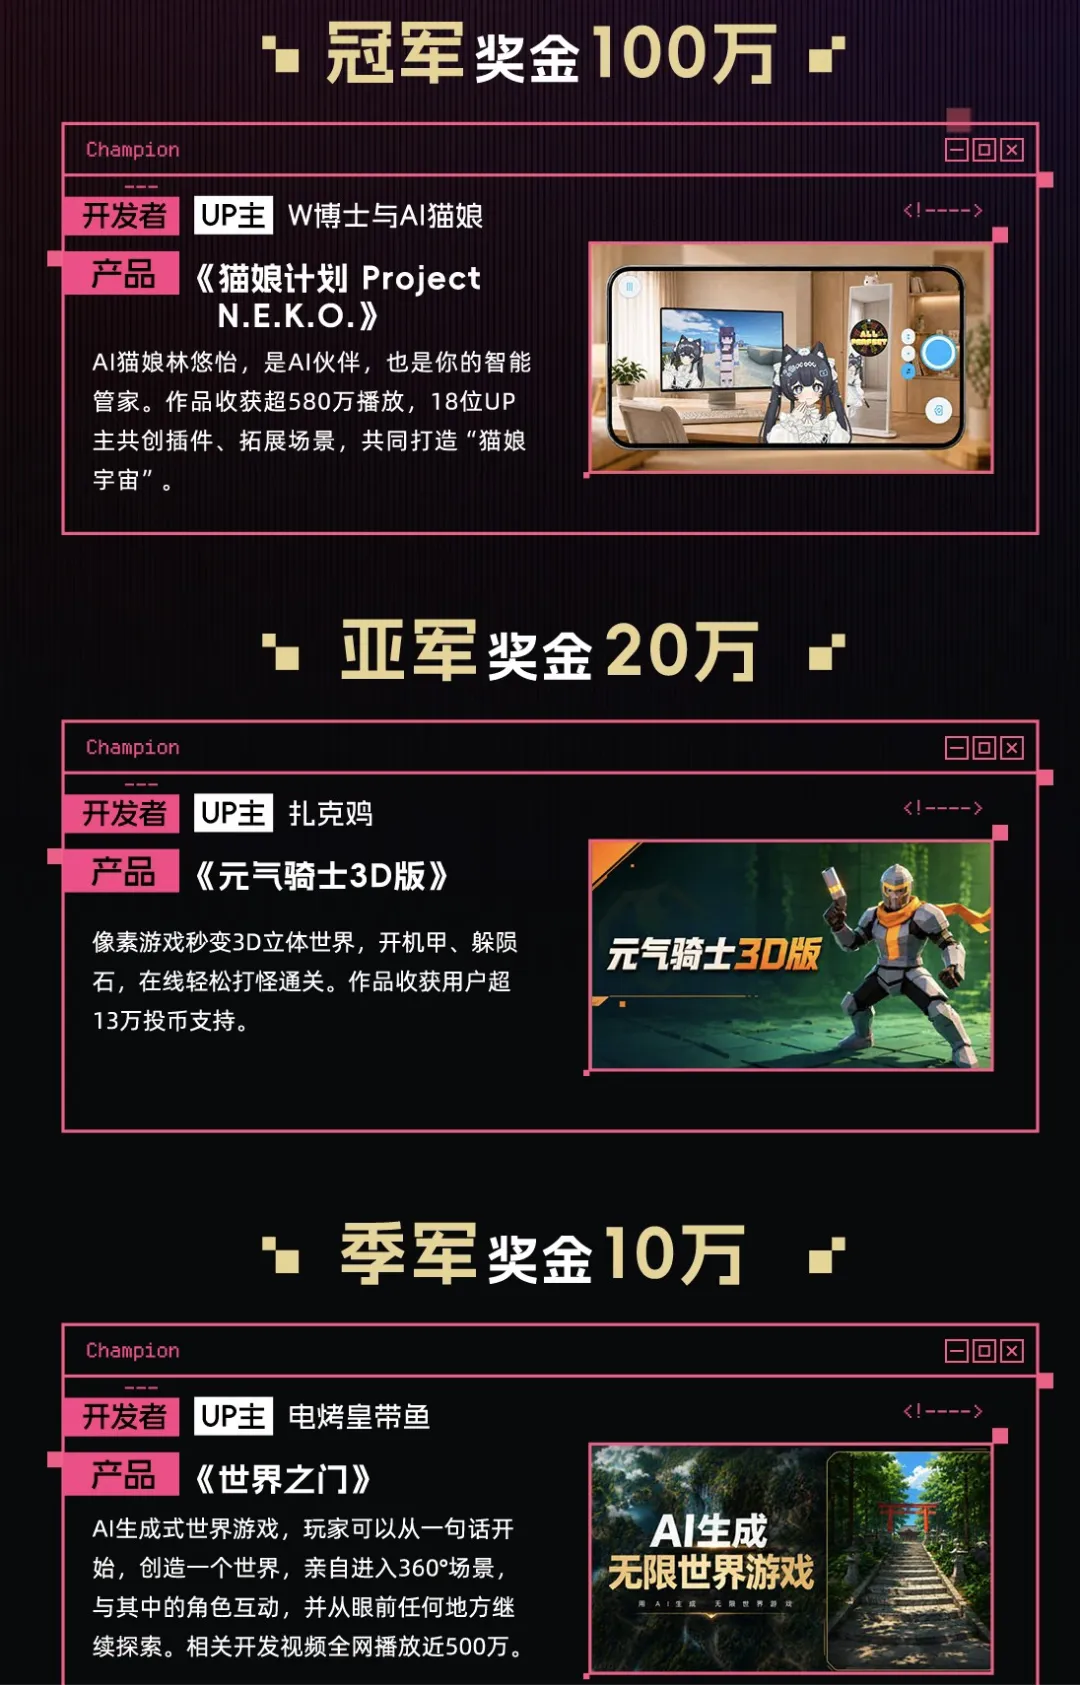 冠军奖金100万
Champion
<!---->
开发者 UP主 W博士与AI猫娘
产品 《猫娘计划 Project
N.E.K.O.》
AI猫娘林悠怡，是AI伙伴，也是你的智能
管家。作品收获超580万播放，18位UP
主共创插件、拓展场景，共同打造“猫娘
宇宙”。
ALL
PERFECT
亚军奖金20万
Champion
<!---->
开发者 UP主 扎克鸡
产品 《元气骑士3D版》
像素游戏秒变3D立体世界，开机甲、躲陨
石，在线轻松打怪通关。作品收获用户超
13万投币支持。
元气骑士3D版
季军奖金10万
Champion
<!---->
开发者 UP主 电烤皇带鱼
产品 《世界之门》
AI生成式世界游戏，玩家可以从一句话开
始，创造一个世界，亲自进入360°场景，
与其中的角色互动，并从眼前任何地方继
续探索。相关开发视频全网播放近500万。
AI生成
无限世界游戏
用AI生成 无限世界游戏